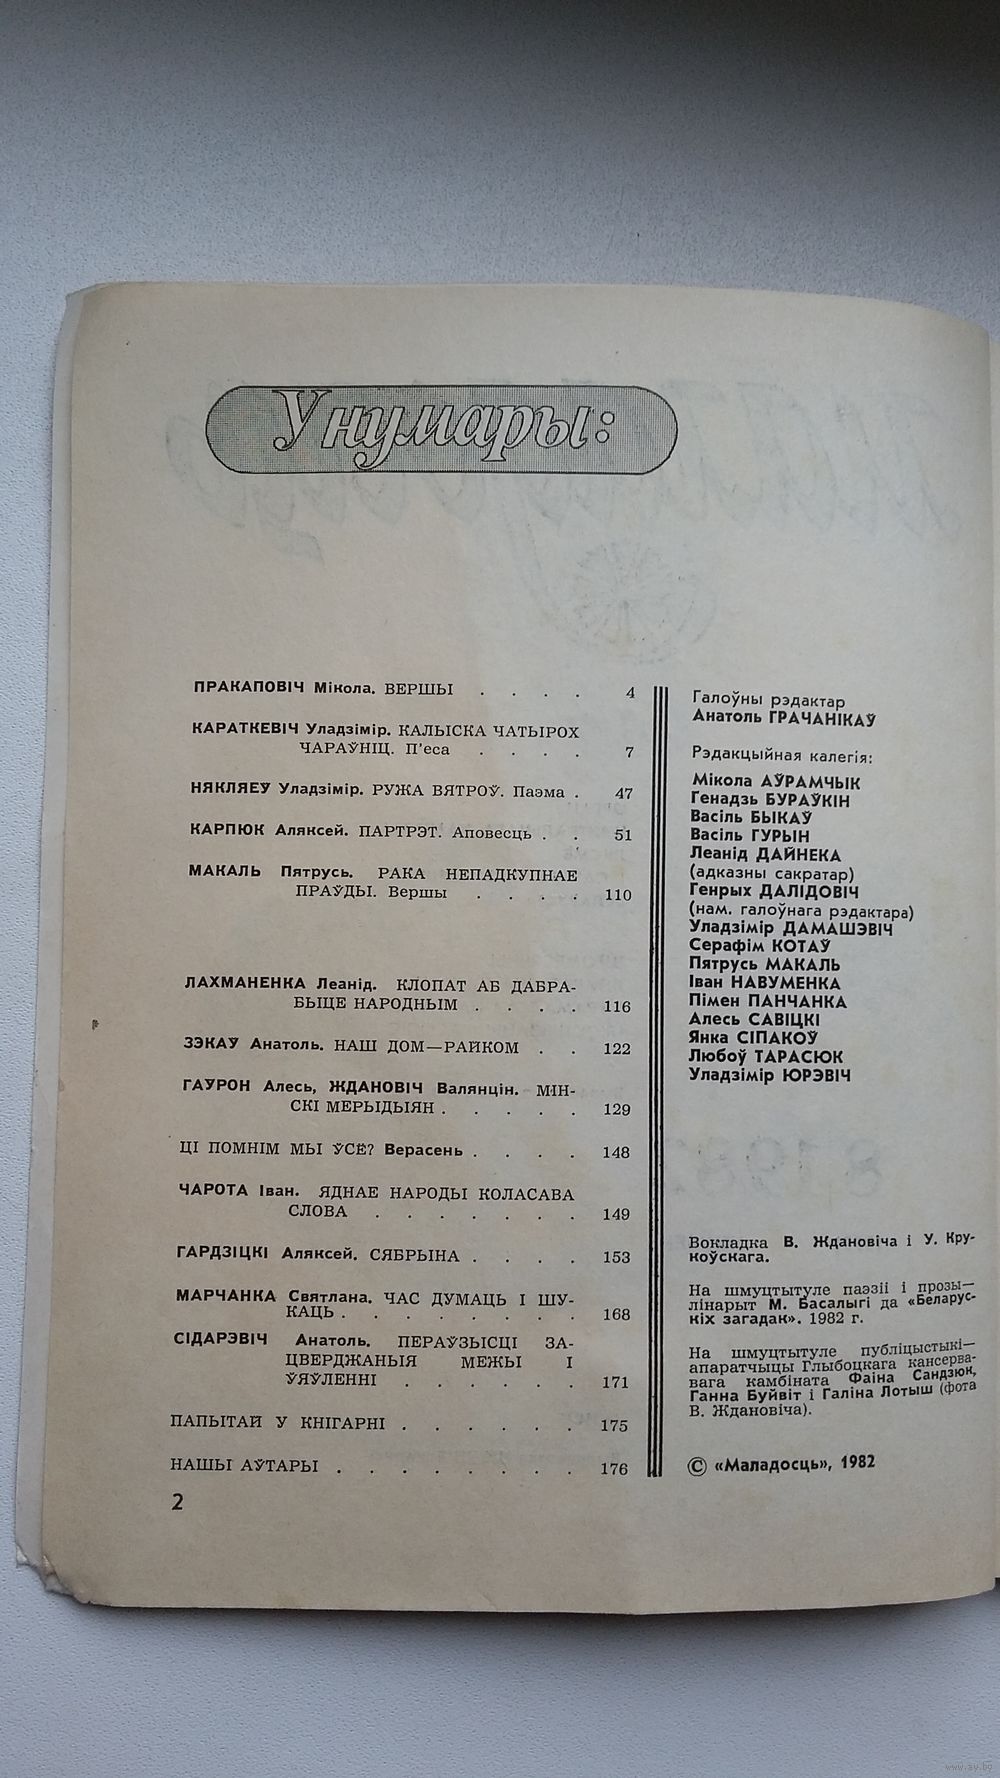 У нумары:
ПРАКАПОВІЧ Мікола. ВЕРШЫ . . . . 4
КАРАТКЕВІЧ Уладзімір. КАЛЫСКА ЧАТЫРОХ
ЧАРАЎНІЦ. П'еса . . . . 7
НЯКЛЯЕЎ Уладзімір. РУЖА ВЯТРОЎ. Паэма . 47
КАРПЮК Аляксей. ПАРТРЭТ. Аповесць . . 51
МАКАЛЬ Пятрусь. РАКА НЕПАДКУПНАЕ
ПРАЎДЫ. Вершы . . . . 110
ЛАХМАНЕНКА Леанід. КЛОПАТ АБ ДАБРА-
БЫЦЕ НАРОДНЫМ . . . . 116
ЗЭКАЎ Анатоль. НАШ ДОМ—РАЙКОМ . . 122
ГАУРОН Алесь, ЖДАНОВІЧ Валянцін. МІН-
СКІ МЕРЫДЫЯН . . . . . 129
ЦІ ПОМНІМ МЫ ЎСЁ? Верасень . . . . 148
ЧАРОТА Іван. ЯДНАЕ НАРОДЫ КОЛАСАВА
СЛОВА . . . . . . . 149
ГАРДЗІЦКІ Аляксей. СЯБРЫНА . . . . 153
МАРЧАНКА Святлана. ЧАС ДУМАЦЬ І ШУ-
КАЦЬ . . . . . . . . 168
СІДАРЭВІЧ Анатоль. ПЕРАЎЗЫСЦІ ЗА-
ЦВЕРДЖАНЫЯ МЕЖЫ І
ЎЯЎЛЕННІ . . . . . . 171
ПАПЫТАЙ У КНІГАРНІ . . . . . . 175
НАШЫ АЎТАРЫ . . . . . . . . 176
2
Галоўны рэдактар
Анатоль ГРАЧАНІКАЎ
Рэдакцыйная калегія:
Мікола АЎРАМЧЫК
Генадзь БУРАЎКІН
Васіль БЫКАЎ
Васіль ГУРЫН
Леанід ДАЙНЕКА
(адказны сакратар)
Генрых ДАЛІДОВІЧ
(нам. галоўнага рэдактара)
Уладзімір ДАМАШЭВІЧ
Серафім КОТАЎ
Пятрусь МАКАЛЬ
Іван НАВУМЕНКА
Пімен ПАНЧАНКА
Алесь САВІЦКІ
Янка СІПАКОЎ
Любоў ТАРАСЮК
Уладзімір ЮРЭВІЧ
Вокладка В. Ждановіча і У. Кру-
коўскага.
На шмуцтытуле паэзіі і прозы—
лінарыт М. Басалыгі да «Беларус-
кіх загадак». 1982 г.
На шмуцтытуле публіцыстыкі—
апаратчыцы Глыбоцкага кансерва-
вага камбіната Фаіна Сандзюк,
Ганна Буйвіт і Галіна Лотыш (фота
В. Ждановіча).
© «Маладосць», 1982
www.ay.by